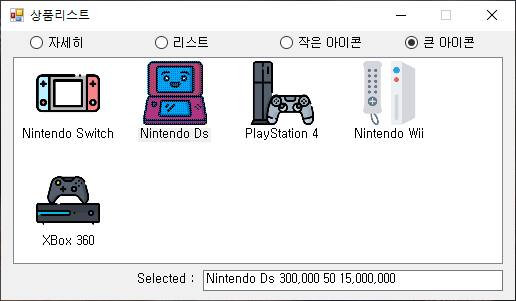 상품리스트
자세히 리스트 작은 아이콘 큰 아이콘
Nintendo Switch Nintendo Ds PlayStation 4 Nintendo Wii
XBox 360
Selected : Nintendo Ds 300,000 50 15,000,000